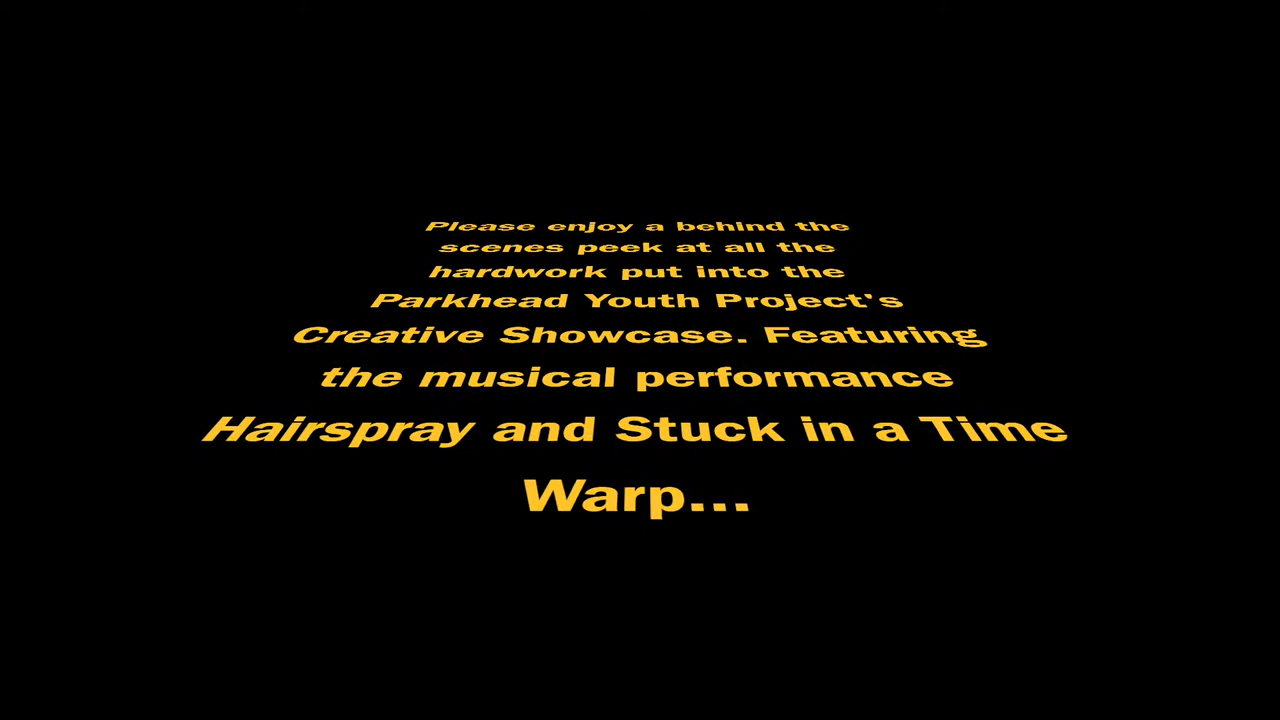 Please enjoy a behind the
scenes peek at all the
hardwork put into the
Parkhead Youth Project's
Creative Showcase. Featuring
the musical performance
Hairspray and Stuck in a Time
Warp...